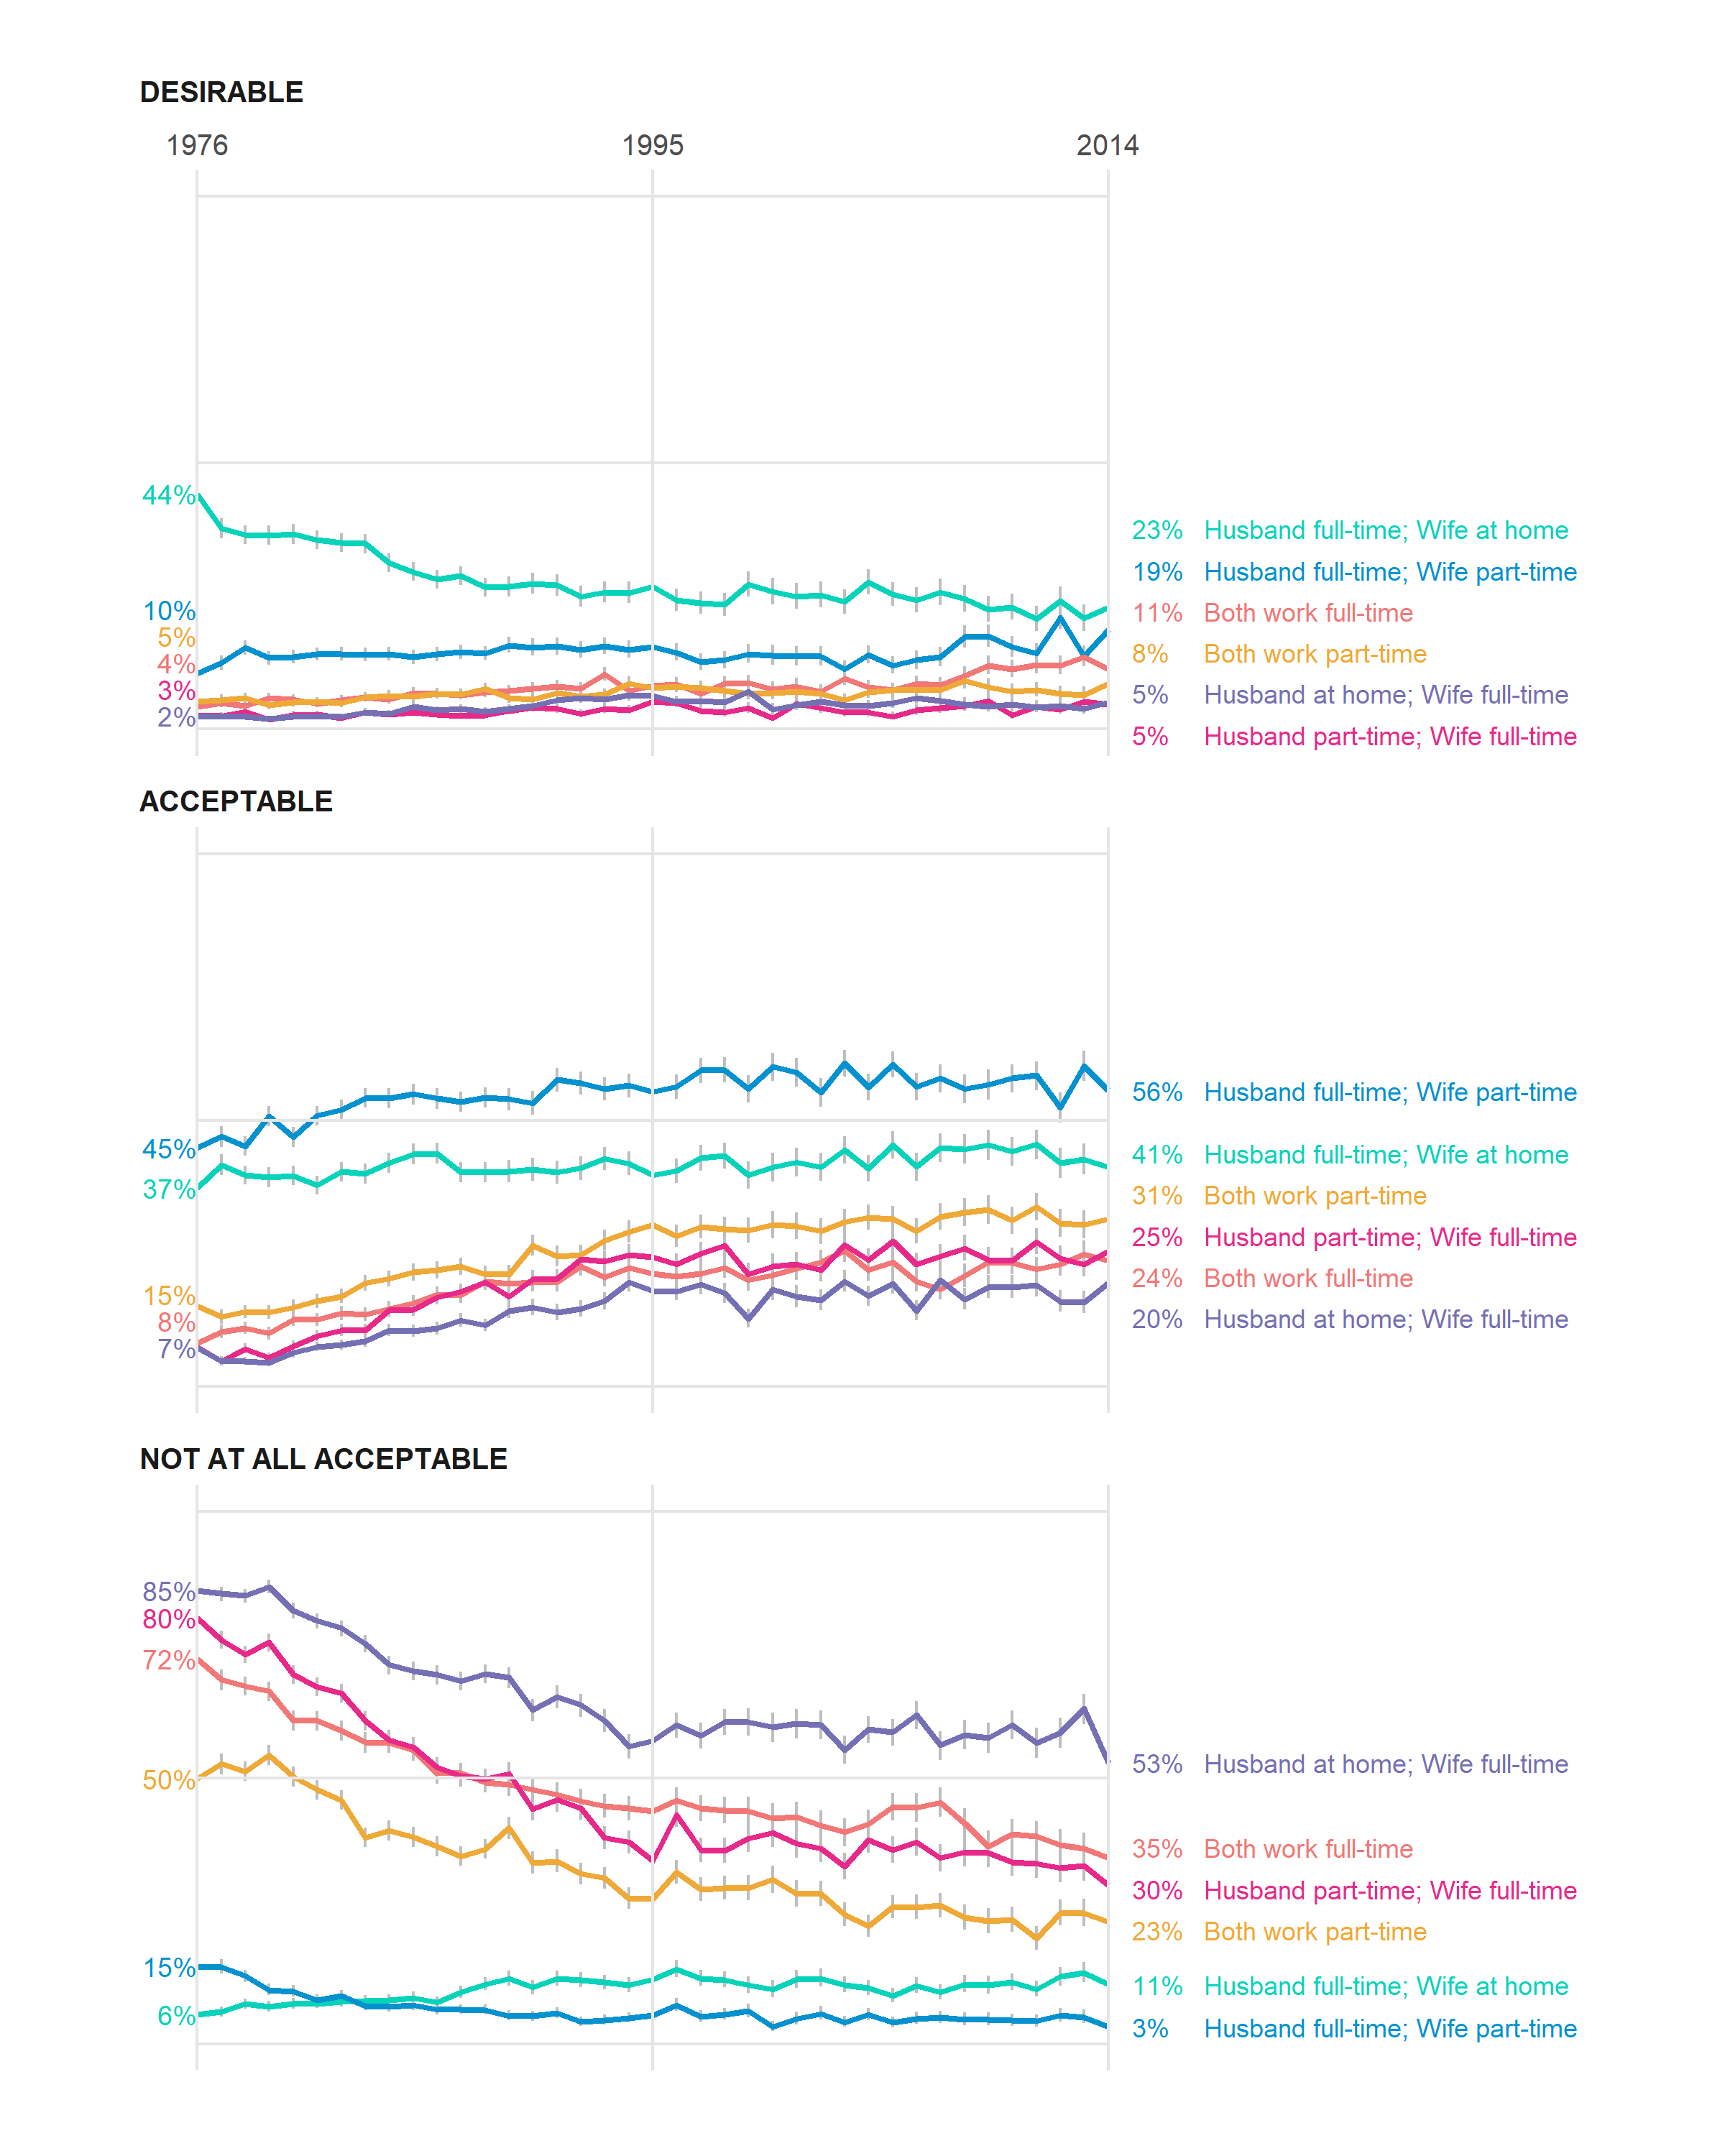 DESIRABLE
1976 1995 2014
44%
10%
5%
4%
3%
2%
23% Husband full-time; Wife at home
19% Husband full-time; Wife part-time
11% Both work full-time
8% Both work part-time
5% Husband at home; Wife full-time
5% Husband part-time; Wife full-time
ACCEPTABLE
45%
37%
15%
8%
7%
56% Husband full-time; Wife part-time
41% Husband full-time; Wife at home
31% Both work part-time
25% Husband part-time; Wife full-time
24% Both work full-time
20% Husband at home; Wife full-time
NOT AT ALL ACCEPTABLE
85%
80%
72%
50%
15%
6%
53% Husband at home; Wife full-time
35% Both work full-time
30% Husband part-time; Wife full-time
23% Both work part-time
11% Husband full-time; Wife at home
3% Husband full-time; Wife part-time